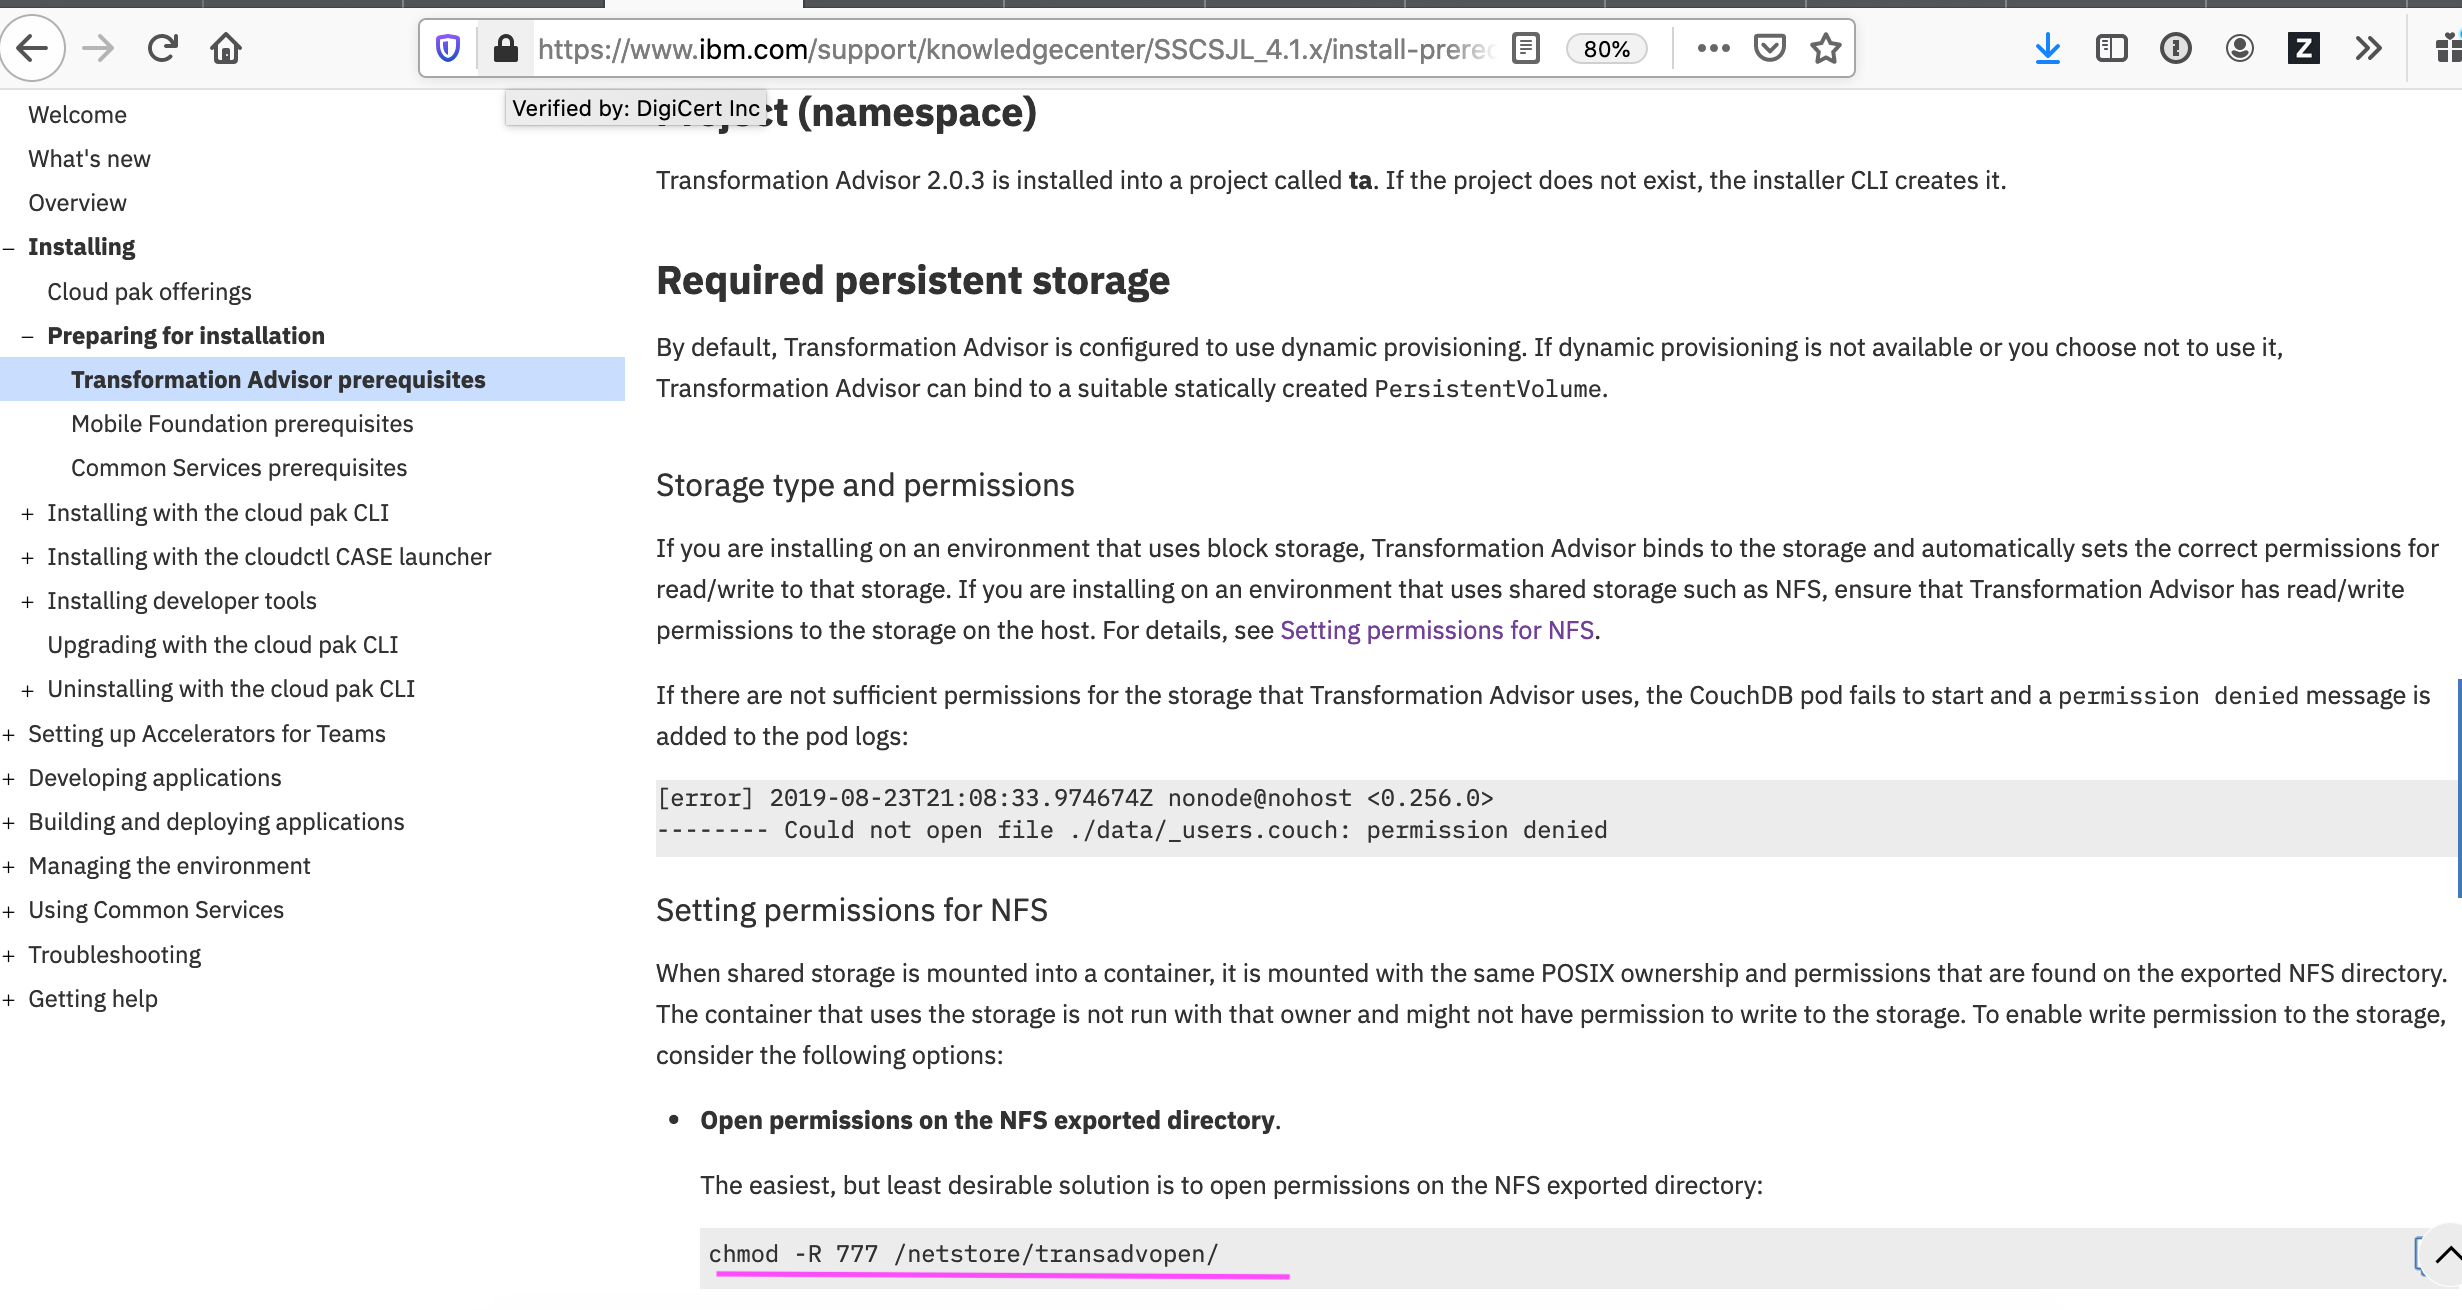 https://www.ibm.com/support/knowledgecenter/SSCSJL_4.1.x/install-prere
80%
Z
Verified by: DigiCert Inc
Welcome
What's new
Overview
– Installing
Cloud pak offerings
– Preparing for installation
Transformation Advisor prerequisites
Mobile Foundation prerequisites
Common Services prerequisites
+ Installing with the cloud pak CLI
+ Installing with the cloudctl CASE launcher
+ Installing developer tools
Upgrading with the cloud pak CLI
+ Uninstalling with the cloud pak CLI
+ Setting up Accelerators for Teams
+ Developing applications
+ Building and deploying applications
+ Managing the environment
+ Using Common Services
+ Troubleshooting
+ Getting help
(namespace)
Transformation Advisor 2.0.3 is installed into a project called ta. If the project does not exist, the installer CLI creates it.
Required persistent storage
By default, Transformation Advisor is configured to use dynamic provisioning. If dynamic provisioning is not available or you choose not to use it,
Transformation Advisor can bind to a suitable statically created PersistentVolume.
Storage type and permissions
If you are installing on an environment that uses block storage, Transformation Advisor binds to the storage and automatically sets the correct permissions for
read/write to that storage. If you are installing on an environment that uses shared storage such as NFS, ensure that Transformation Advisor has read/write
permissions to the storage on the host. For details, see Setting permissions for NFS.
If there are not sufficient permissions for the storage that Transformation Advisor uses, the CouchDB pod fails to start and a permission denied message is
added to the pod logs:
[error] 2019-08-23T21:08:33.974674Z nonode@nohost <0.256.0>
-------- Could not open file ./data/_users.couch: permission denied
Setting permissions for NFS
When shared storage is mounted into a container, it is mounted with the same POSIX ownership and permissions that are found on the exported NFS directory.
The container that uses the storage is not run with that owner and might not have permission to write to the storage. To enable write permission to the storage,
consider the following options:
• Open permissions on the NFS exported directory.
The easiest, but least desirable solution is to open permissions on the NFS exported directory:
chmod -R 777 /netstore/transadvopen/